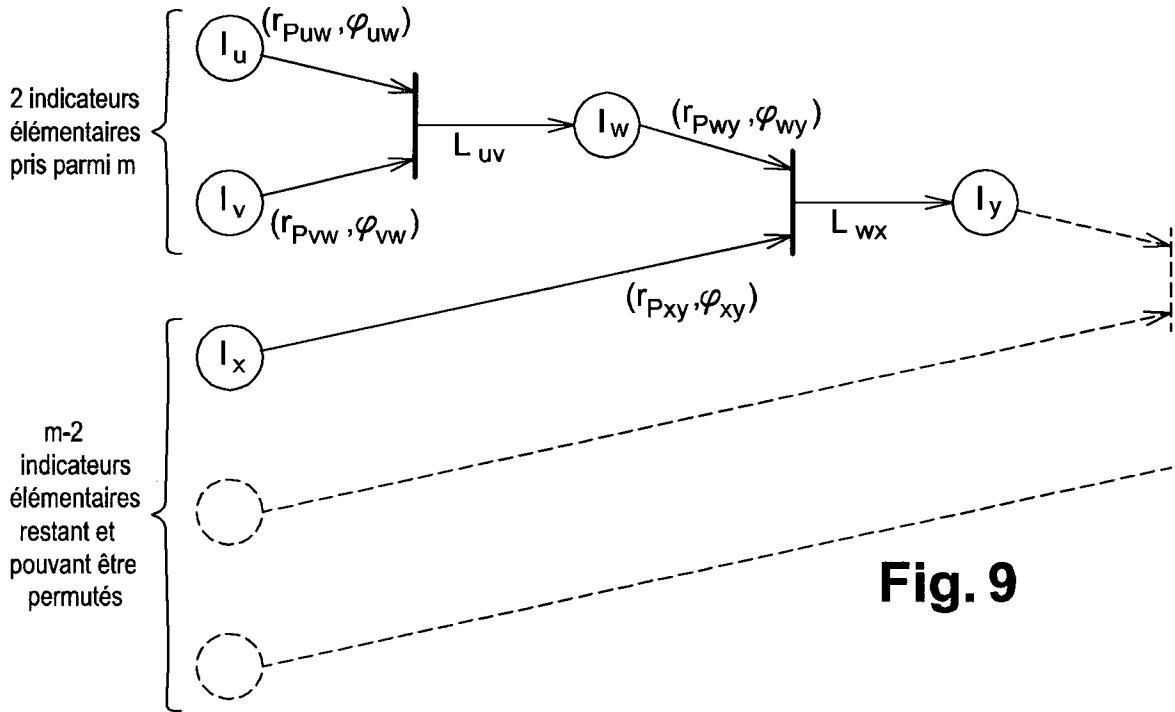 2 indicateurs
élémentaires
pris parmi m
I_u
(r_Puw, φ_uw)
I_v
(r_Pvw, φ_vw)
L_uv
I_w
(r_Pwy, φ_wy)
L_wx
I_y
(r_Pxy, φ_xy)
I_x
m-2
indicateurs
élémentaires
restant et
pouvant être
permutés
Fig. 9